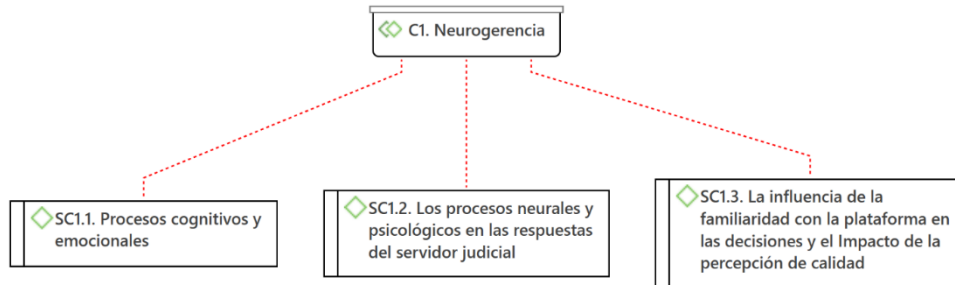 C1. Neurogerencia
SC1.1. Procesos cognitivos y
emocionales
SC1.2. Los procesos neurales y
psicológicos en las respuestas
del servidor judicial
SC1.3. La influencia de la
familiaridad con la plataforma en
las decisiones y el Impacto de la
percepción de calidad